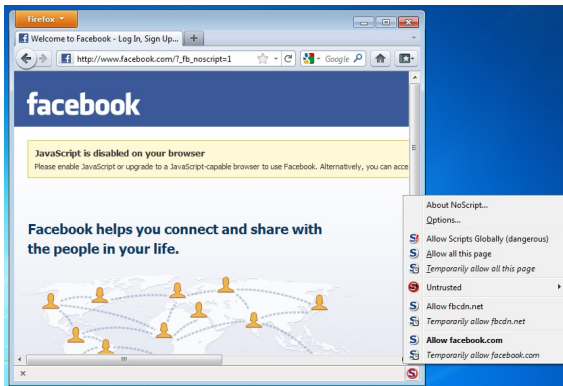 Firefox
Welcome to Facebook - Log In, Sign Up...
http://www.facebook.com/?_fb_noscript=1
Google
facebook
JavaScript is disabled on your browser
Please enable JavaScript or upgrade to a JavaScript-capable browser to use Facebook. Alternatively, you can acce
Facebook helps you connect and share with
the people in your life.
About NoScript...
Options...
Allow Scripts Globally (dangerous)
Allow all this page
Temporarily allow all this page
Untrusted
Allow fbcdn.net
Temporarily allow fbcdn.net
Allow facebook.com
Temporarily allow facebook.com